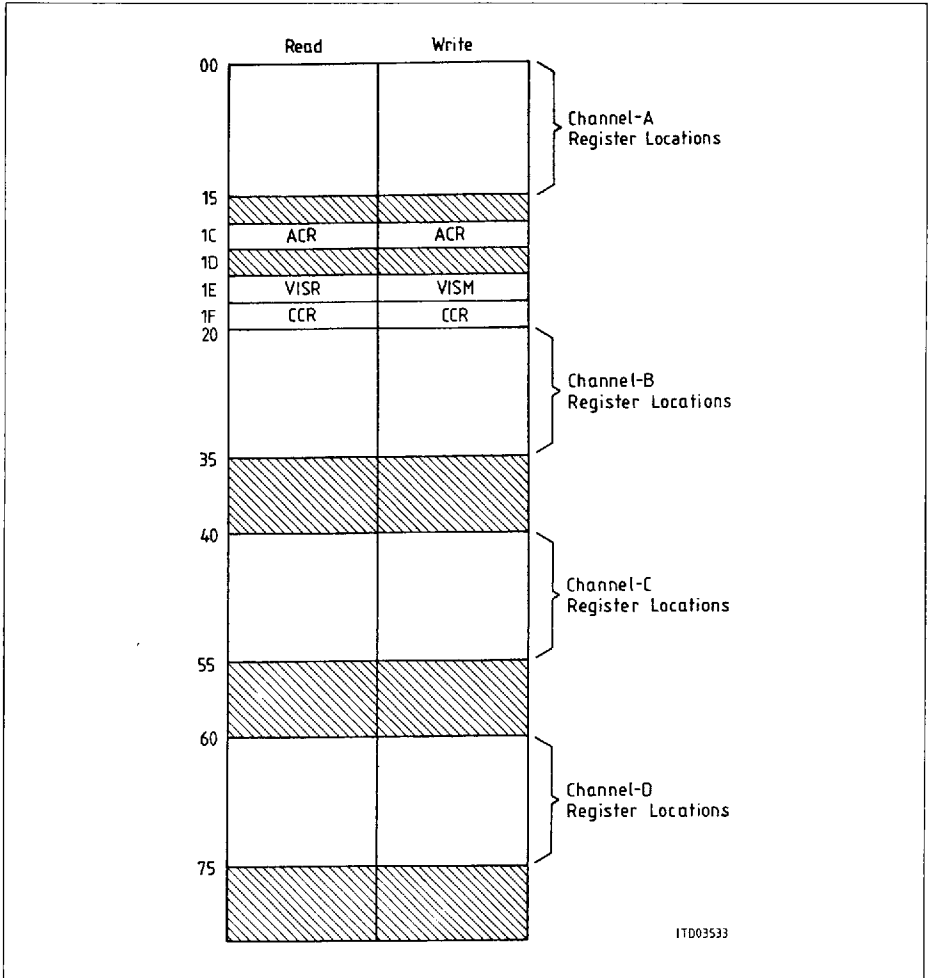 Read Write
00
Channel-A
Register Locations
15
1C ACR ACR
1D
1E VISR VISM
1F CCR CCR
20
Channel-B
Register Locations
35
40
Channel-C
Register Locations
55
60
Channel-D
Register Locations
75
ITD03533